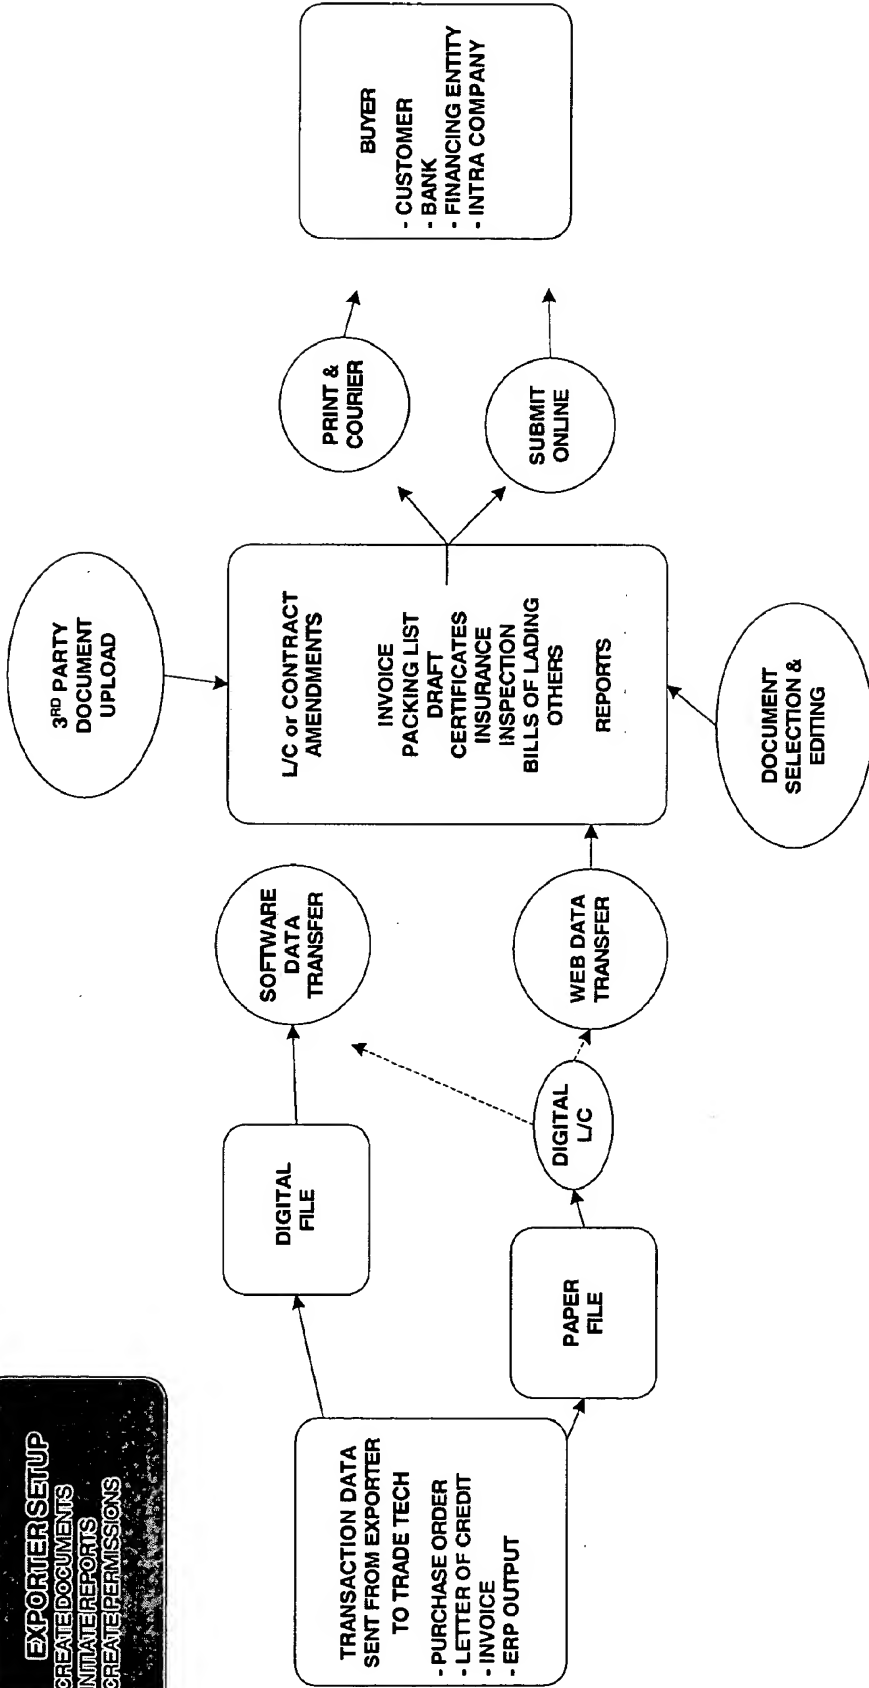 EXPORTER SETUP
CREATE DOCUMENTS
INITIATE REPORTS
CREATE PERMISSIONS
TRANSACTION DATA
SENT FROM EXPORTER
TO TRADE TECH
- PURCHASE ORDER
- LETTER OF CREDIT
- INVOICE
- ERP OUTPUT
DIGITAL
FILE
PAPER
FILE
DIGITAL
L/C
SOFTWARE
DATA
TRANSFER
WEB DATA
TRANSFER
3RD PARTY
DOCUMENT
UPLOAD
L/C or CONTRACT
AMENDMENTS
INVOICE
PACKING LIST
DRAFT
CERTIFICATES
INSURANCE
INSPECTION
BILLS OF LADING
OTHERS
REPORTS
DOCUMENT
SELECTION &
EDITING
PRINT &
COURIER
SUBMIT
ONLINE
BUYER
- CUSTOMER
- BANK
- FINANCING ENTITY
- INTRA COMPANY